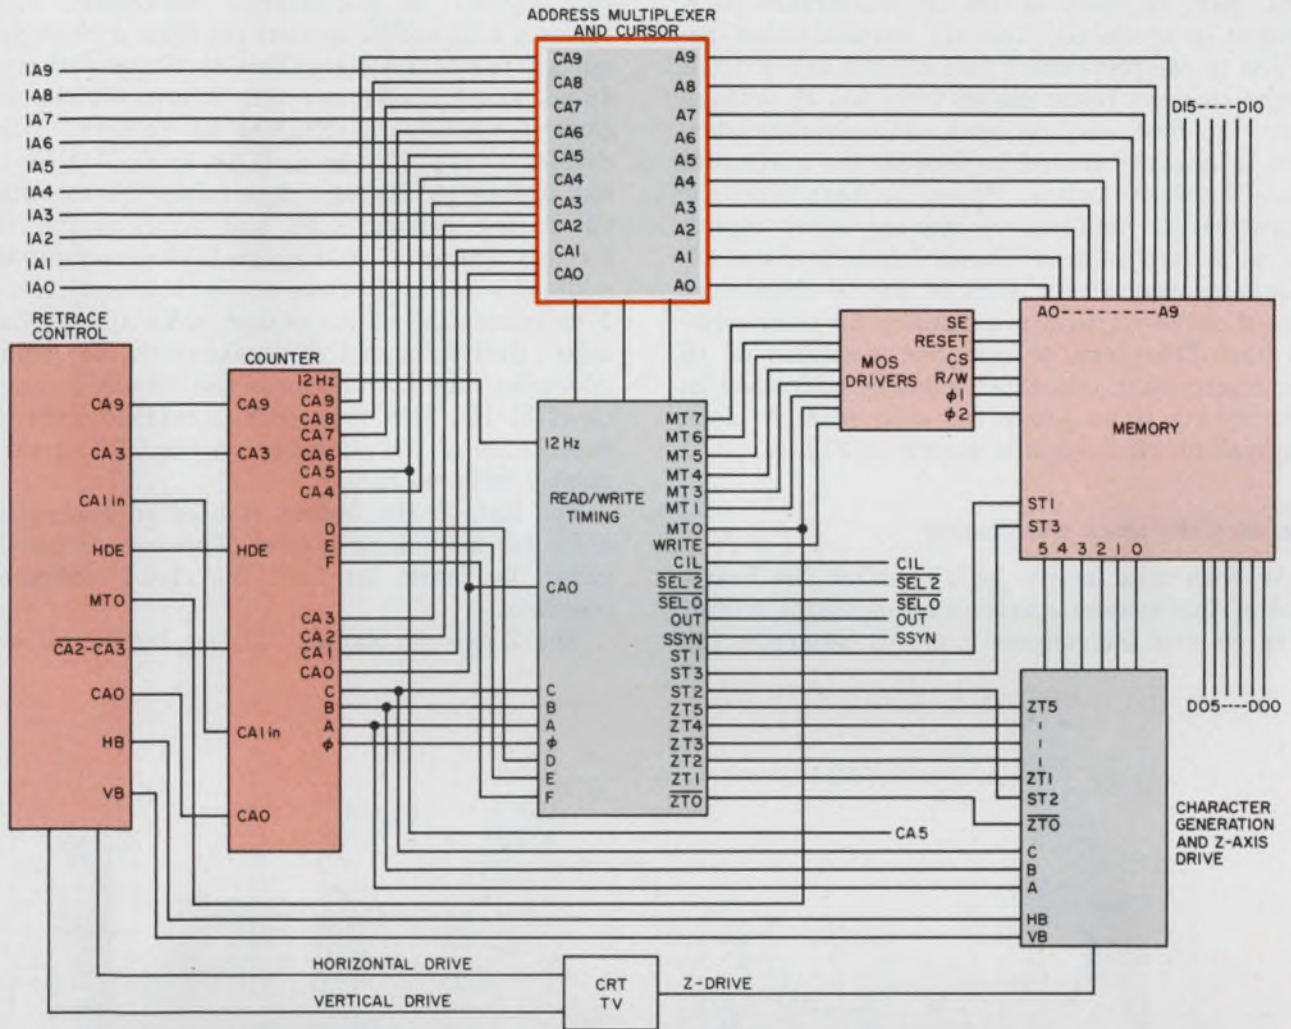 ADDRESS MULTIPLEXER
AND CURSOR
IA9
IA8
IA7
IA6
IA5
IA4
IA3
IA2
IA1
IA0
CA9
CA8
CA7
CA6
CA5
CA4
CA3
CA2
CA1
CA0
A9
A8
A7
A6
A5
A4
A3
A2
A1
A0
DI5-----DI0
RETRACE
CONTROL
CA9
CA3
CA1in
HDE
MTO
CA2-CA3
CA0
HB
VB
COUNTER
12Hz
CA9
CA8
CA7
CA6
CA5
CA4
D
E
F
CA3
CA2
CA1
CA0
C
B
A
ϕ
CA9
CA3
HDE
CA1in
CA0
12Hz
READ/WRITE
TIMING
CA0
C
B
A
ϕ
D
E
F
MT7
MT6
MT5
MT4
MT3
MT1
MT0
WRITE
CIL
SEL 2
SEL 0
OUT
SSYN
ST1
ST3
ST2
ZT5
ZT4
ZT3
ZT2
ZT1
ZT0
MOS
DRIVERS
SE
RESET
CS
R/W
ϕ1
ϕ2
CIL
SEL 2
SEL 0
OUT
SSYN
CA5
A0---------A9
MEMORY
ST1
ST3
5 4 3 2 1 0
DO5----DO0
ZT5
ZT1
ST2
ZT0
C
B
A
HB
VB
CHARACTER
GENERATION
AND Z-AXIS
DRIVE
HORIZONTAL DRIVE
VERTICAL DRIVE
CRT
TV
Z-DRIVE